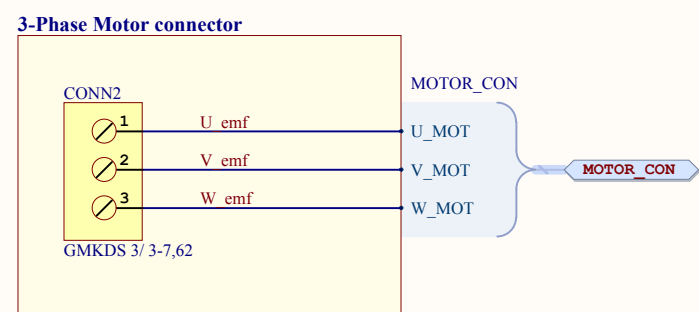 3-Phase Motor connector
CONN2
MOTOR_CON
1
U_emf
U_MOT
2
V_emf
V_MOT
MOTOR_CON
3
W_emf
W_MOT
GMKDS 3/ 3-7,62